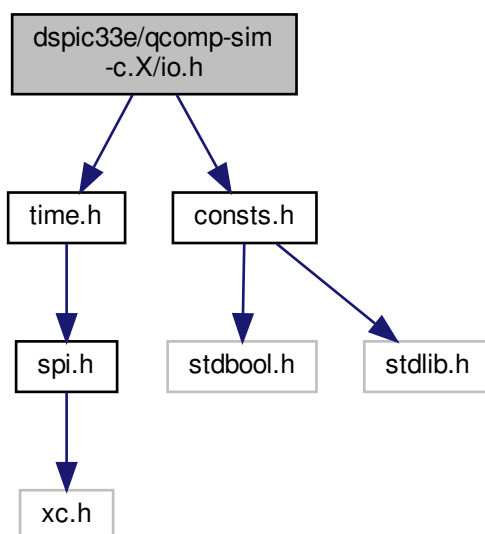 dspic33e/qcomp-sim
-c.X/io.h
time.h
consts.h
spi.h
stdbool.h
stdlib.h
xc.h